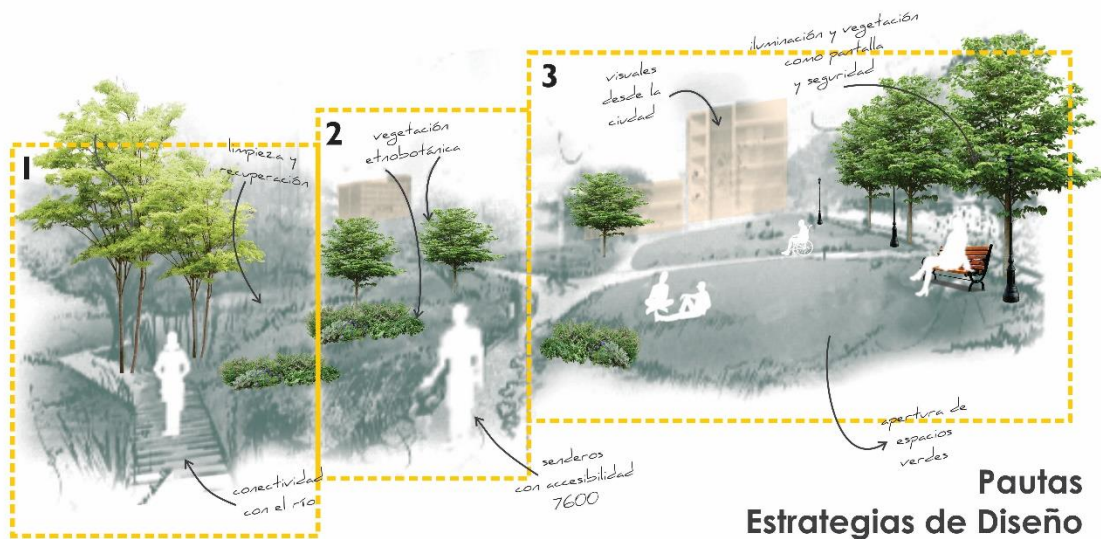 1
limpieza y
recuperación
conectividad
con el río
2
vegetación
etnobotánica
senderos
con accesibilidad
7600
3
visuales
desde la
ciudad
iluminación y vegetación
como pantalla
y seguridad
apertura de
espacios
verdes
Pautas
Estrategias de Diseño